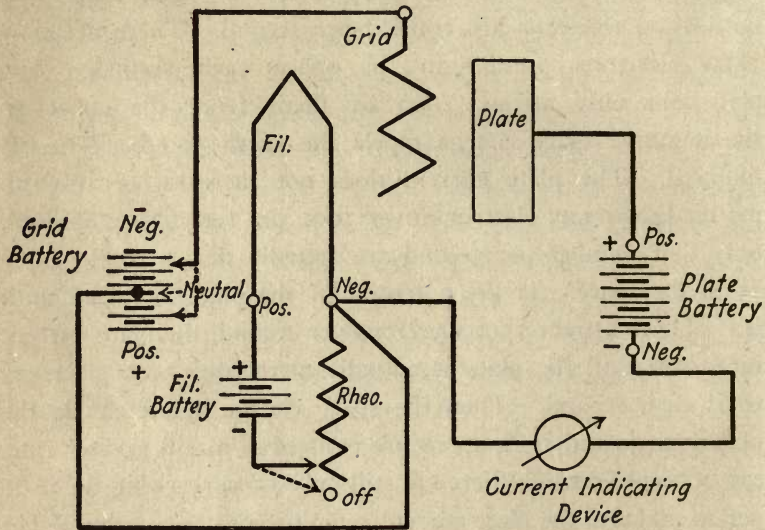 Grid
Plate
Fil.
Grid
Battery
-
Neg.
-Neutral
Pos.
+
Pos.
Neg.
+
Fil.
Battery
-
Rheo.
off
+ Pos.
Plate
Battery
- Neg.
Current Indicating
Device